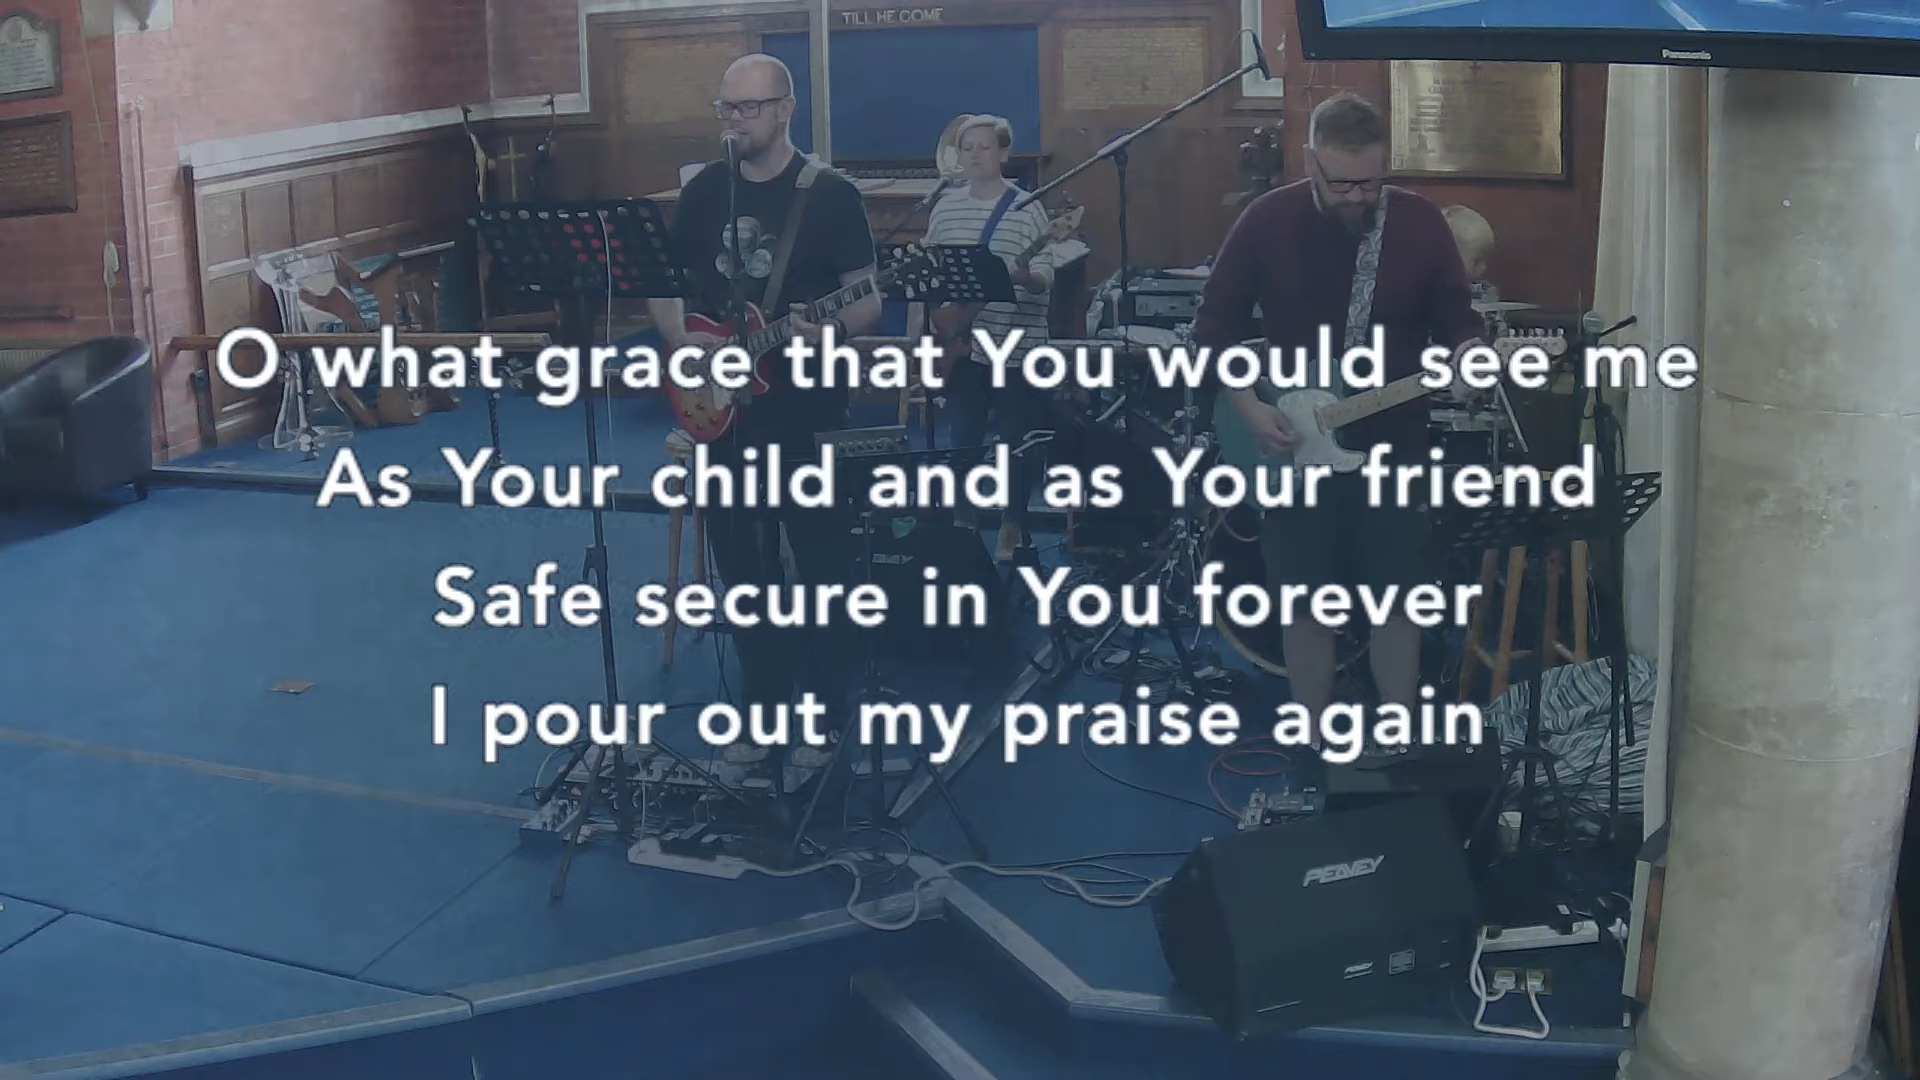 TILL HE COME
Panasonic
O what grace that You would see me
As Your child and as Your friend
Safe secure in You forever
I pour out my praise again
PEAVEY